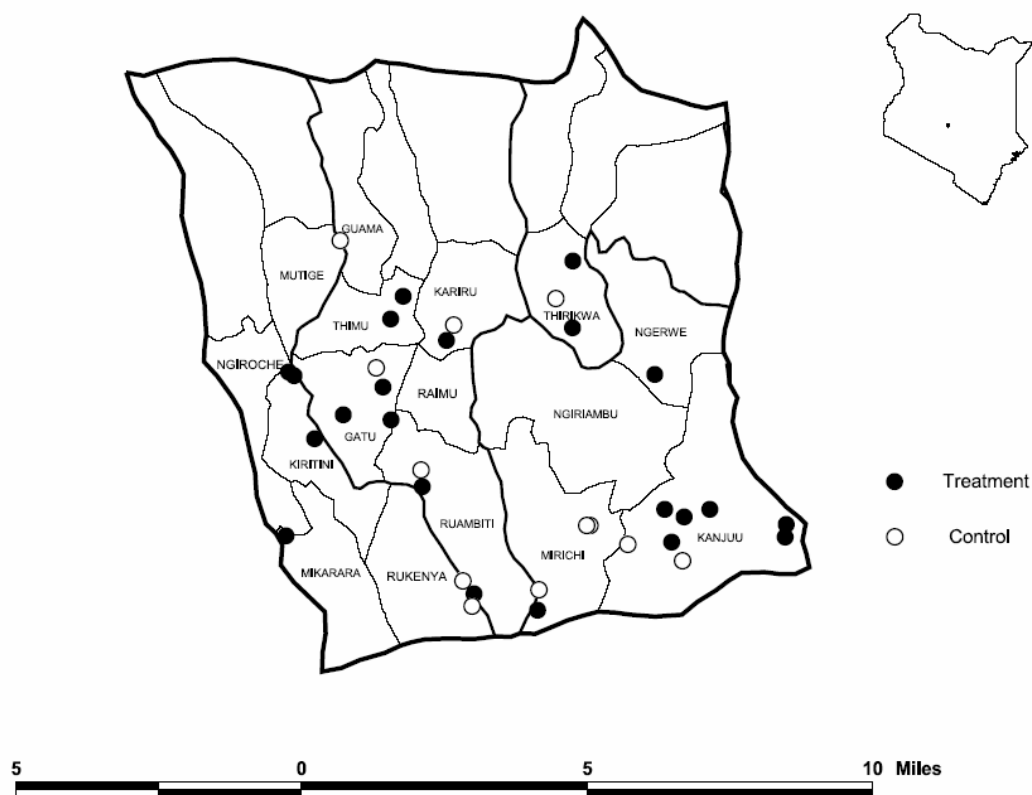 GUAMA
MUTIGE
KARIRU
THIMU
THIRIKWA
NGERWE
NGIROCHE
RAIMU
NGIRIAMBU
GATU
KIRITINI
RUAMBITI
MIRICHI
KANJUU
MIKARARA
RUKENYA
Treatment
Control
5 0 5 10 Miles